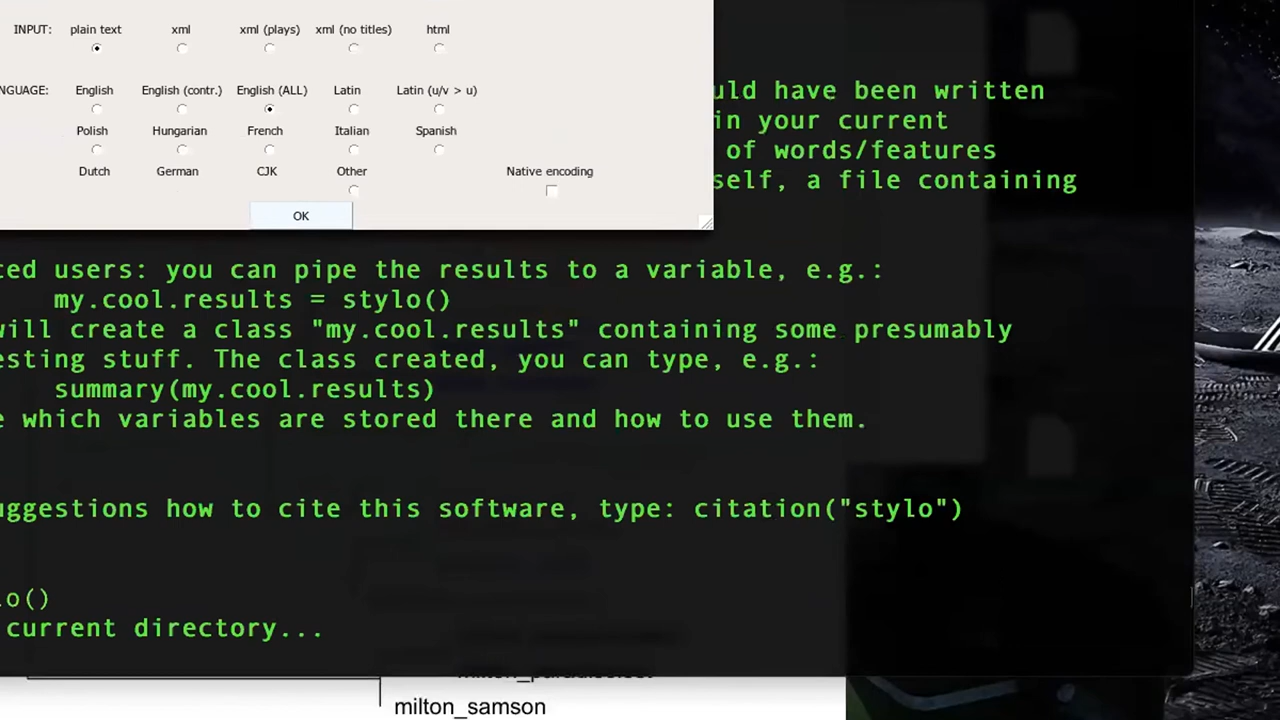 INPUT: plain text xml xml (plays) xml (no titles) html
NGUAGE: English English (contr.) English (ALL) Latin Latin (u/v > u)
Polish Hungarian French Italian Spanish
Dutch German CJK Other Native encoding
OK
uld have been written
in your current
of words/features
self, a file containing
ced users: you can pipe the results to a variable, e.g.:
my.cool.results = stylo()
will create a class "my.cool.results" containing some presumably
esting stuff. The class created, you can type, e.g.:
summary(my.cool.results)
e which variables are stored there and how to use them.
uggestions how to cite this software, type: citation("stylo")
lo()
current directory...
milton_samson